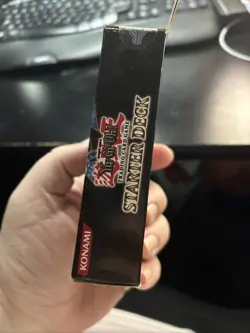 KONAMI
Yu-Gi-Oh!
TRADING CARD GAME
STARTER DECK